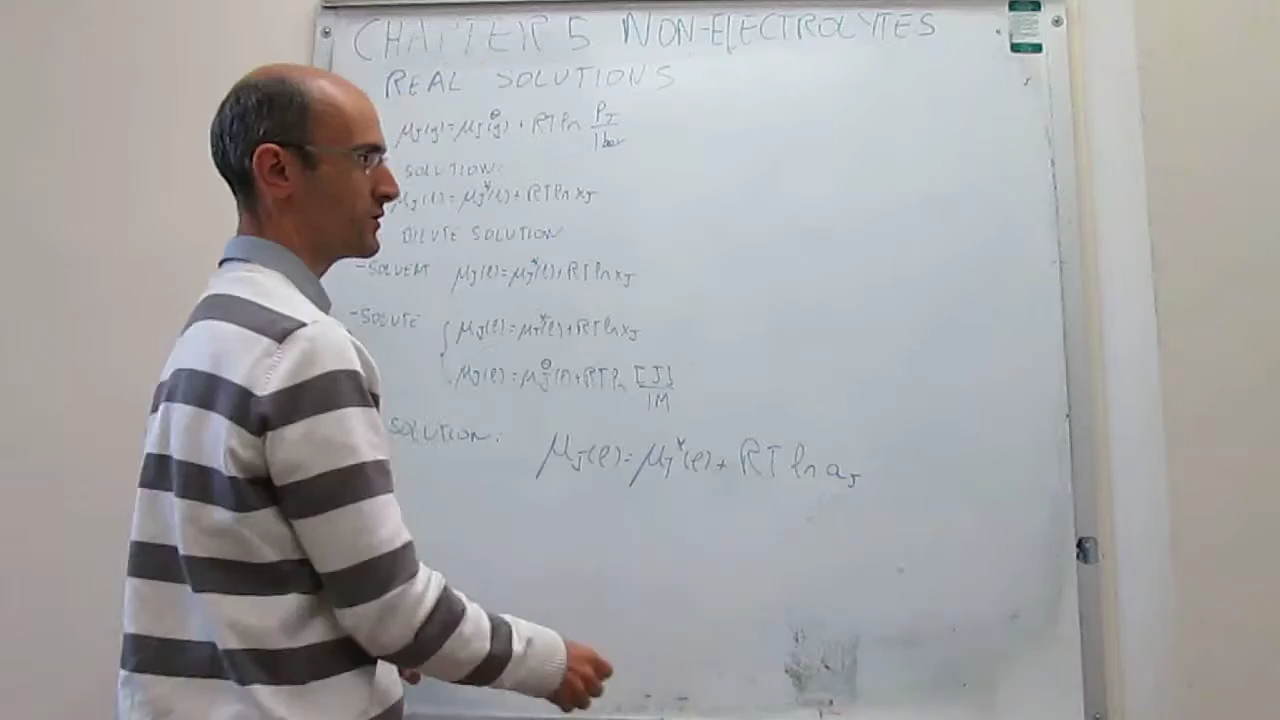 CHAPTER 5 NON-ELECTROLYTES
REAL SOLUTIONS
μJ(g)=μJ⦵(g)+RT ln PJ/1bar
SOLUTION:
μJ(l)=μJ*(l)+RT ln xJ
DILUTE SOLUTION
-SOLVENT μJ(l)=μJ*(l)+RT ln xJ
-SOLUTE { μJ(l)=μJ*(l)+RT ln xJ
μJ(l)=μJ⦵(l)+RT ln [J]/1M
SOLUTION: μJ(l)=μJ*(l)+RT ln aJ